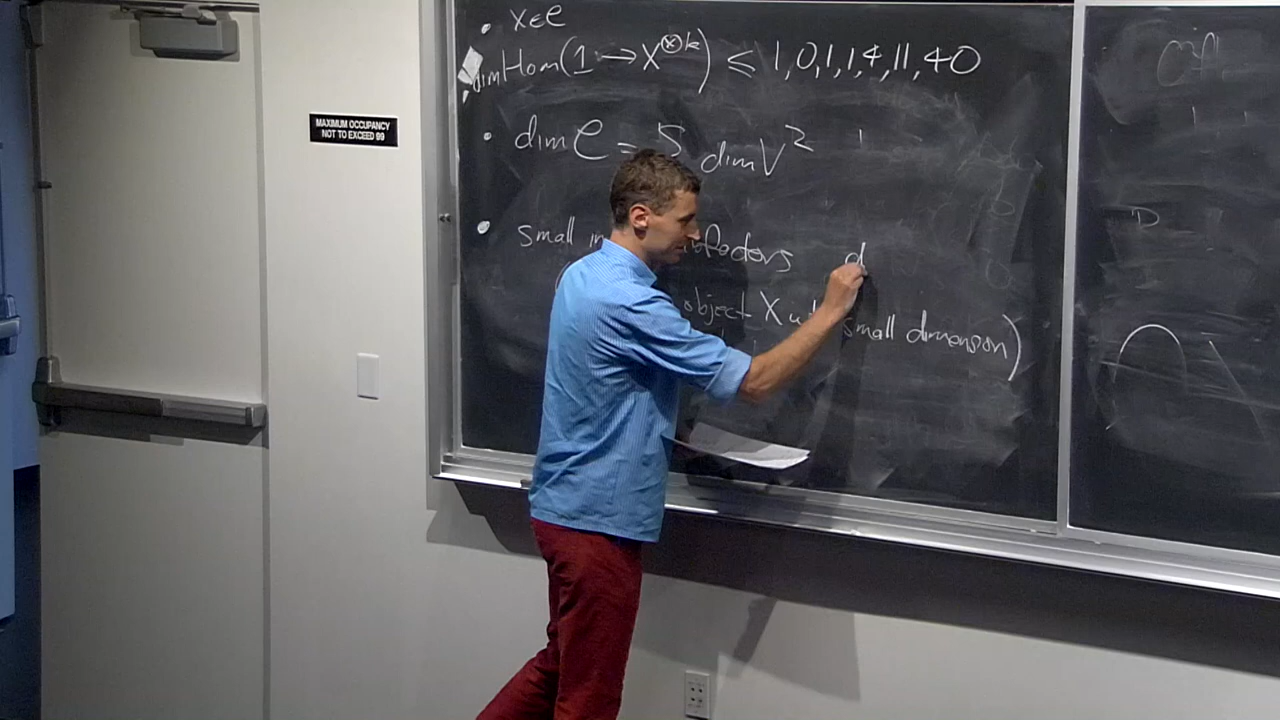 • X∈C
dim Hom(1 → X^{⊗k}) ≤ 1,0,1,1,4,11,40
• dim C = Σ dim V²
• small in
object X small dimension)
MAXIMUM OCCUPANCY
NOT TO EXCEED 99